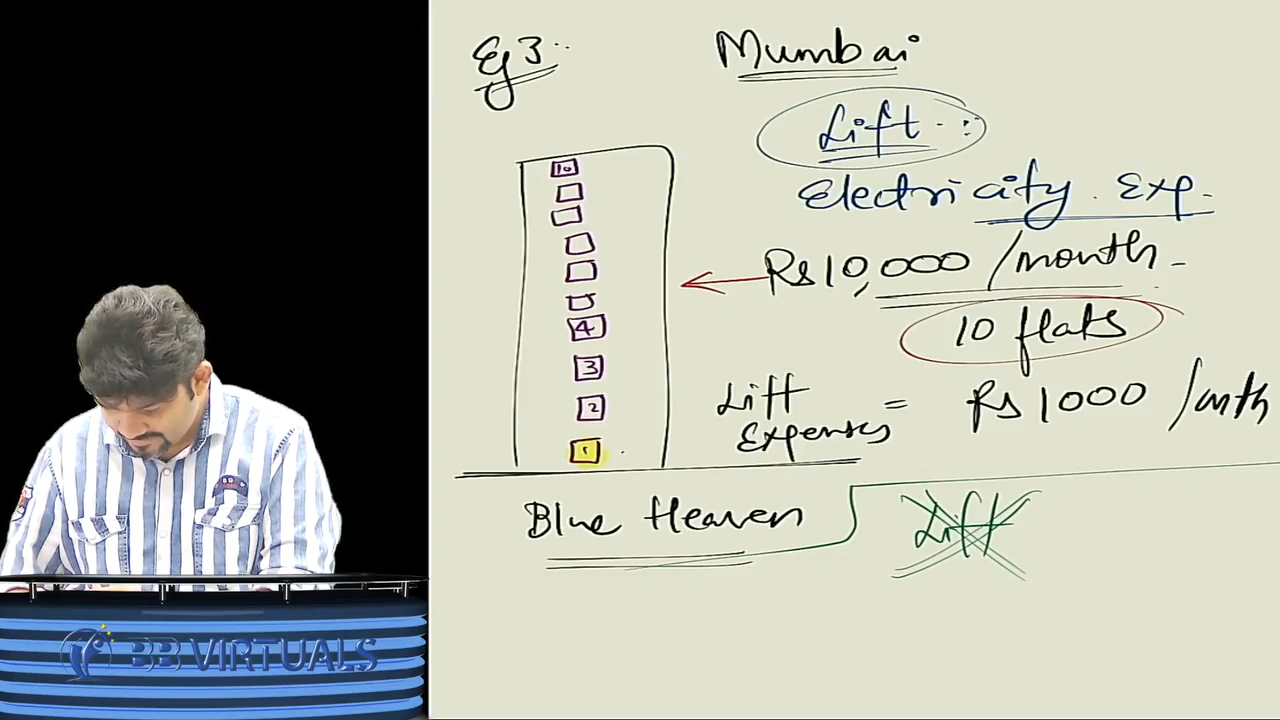 Eg 3..
Mumbai
Lift
Electricity. Exp.
Rs 10,000 /month
10 flats
Lift Expenses = Rs 1000 /mth
10
4
3
2
1
Blue Heaven
Lift
BB VIRTUALS